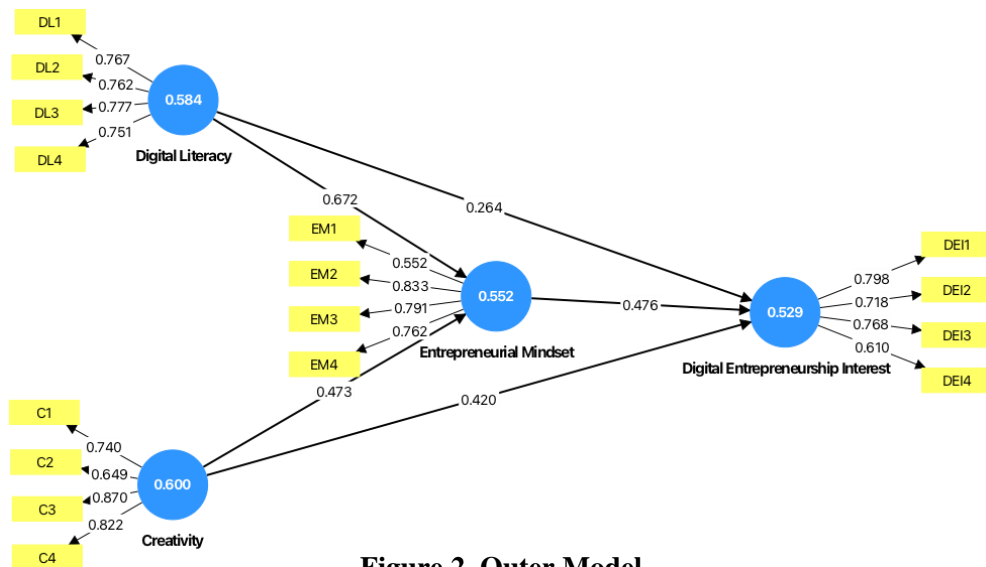 DL1
0.767
DL2
0.762
DL3
0.777
0.751
DL4
0.584
Digital Literacy
0.672
0.264
EM1
0.552
EM2
0.833
EM3
0.791
0.762
EM4
0.552
Entrepreneurial Mindset
0.476
0.529
Digital Entrepreneurship Interest
DEI1
0.798
DEI2
0.718
0.768
DEI3
0.610
DEI4
0.473
0.420
C1
0.740
C2
0.649
0.870
C3
0.822
C4
0.600
Creativity
Figure 2. Outer Model